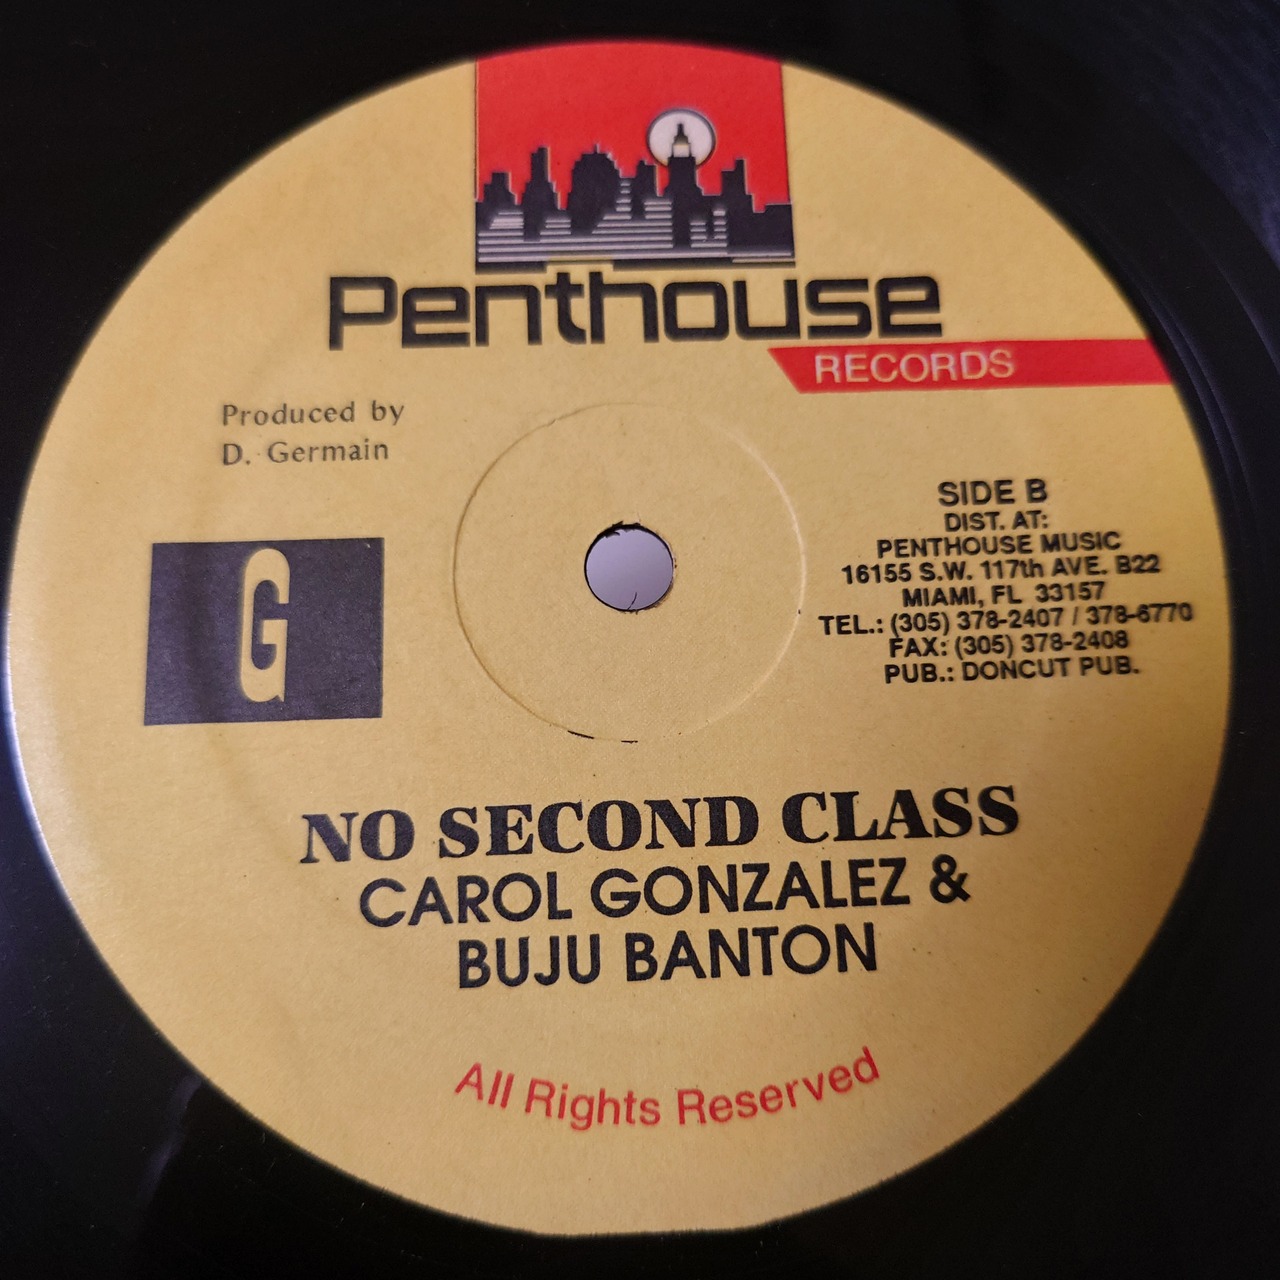 Penthouse
RECORDS
Produced by
D. Germain
G
SIDE B
DIST. AT:
PENTHOUSE MUSIC
16155 S.W. 117th AVE. B22
MIAMI, FL 33157
TEL.: (305) 378-2407 / 378-6770
FAX: (305) 378-2408
PUB.: DONCUT PUB.
NO SECOND CLASS
CAROL GONZALEZ &
BUJU BANTON
All Rights Reserved